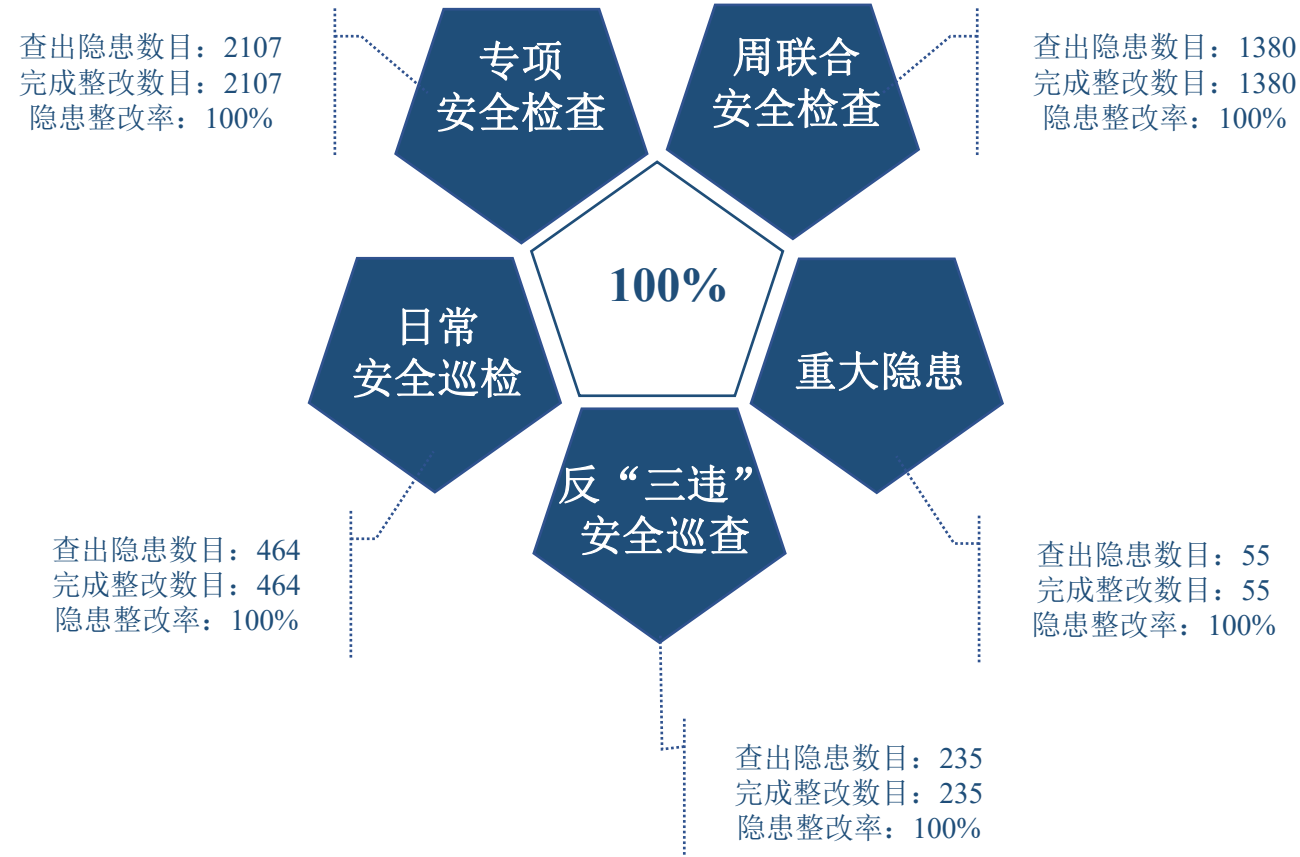 专项
安全检查
查出隐患数目：2107
完成整改数目：2107
隐患整改率：100%
周联合
安全检查
查出隐患数目：1380
完成整改数目：1380
隐患整改率：100%
100%
日常
安全巡检
查出隐患数目：464
完成整改数目：464
隐患整改率：100%
重大隐患
查出隐患数目：55
完成整改数目：55
隐患整改率：100%
反“三违”
安全巡查
查出隐患数目：235
完成整改数目：235
隐患整改率：100%